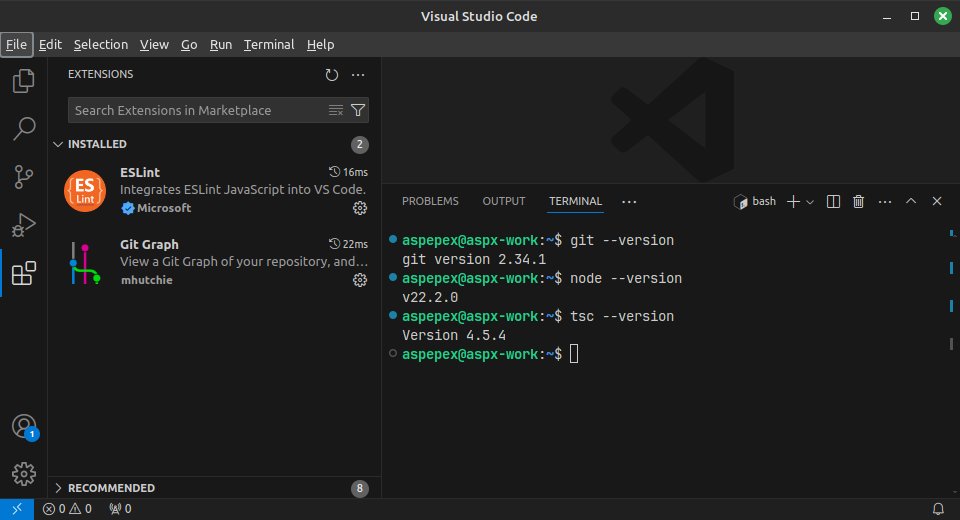 Visual Studio Code
File Edit Selection View Go Run Terminal Help
EXTENSIONS
Search Extensions in Marketplace
INSTALLED 2
ES
Lint
ESLint 16ms
Integrates ESLint JavaScript into VS Code.
Microsoft
Git Graph 22ms
View a Git Graph of your repository, and...
mhutchie
1
RECOMMENDED 8
PROBLEMS OUTPUT TERMINAL ... bash
aspepex@aspx-work:~$ git --version
git version 2.34.1
aspepex@aspx-work:~$ node --version
v22.2.0
aspepex@aspx-work:~$ tsc --version
Version 4.5.4
aspepex@aspx-work:~$
0 0 0